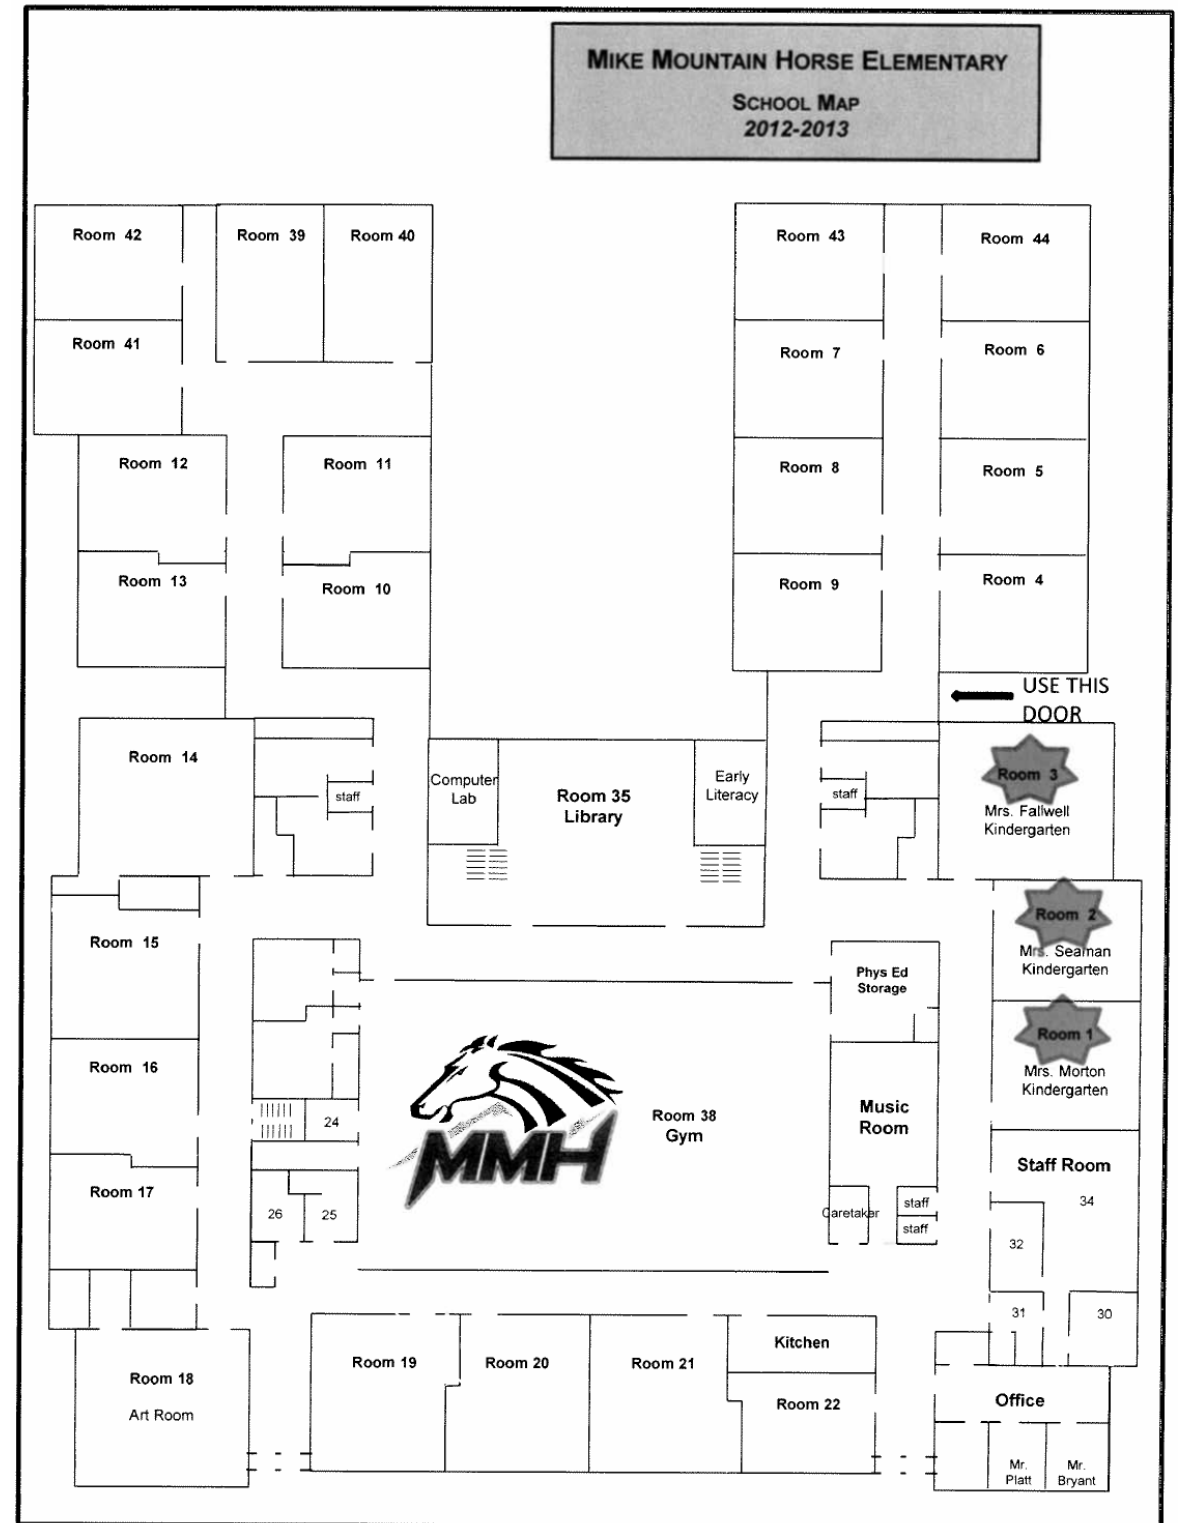 MIKE MOUNTAIN HORSE ELEMENTARY
SCHOOL MAP
2012-2013
Room 42
Room 39
Room 40
Room 43
Room 44
Room 41
Room 7
Room 6
Room 12
Room 11
Room 8
Room 5
Room 13
Room 10
Room 9
Room 4
USE THIS
DOOR
Room 14
staff
Computer
Lab
Room 35
Library
Early
Literacy
staff
Room 3
Mrs. Fallwell
Kindergarten
Room 15
Room 2
Mrs. Seaman
Kindergarten
Phys Ed
Storage
Room 1
Mrs. Morton
Kindergarten
Room 16
24
MMH
Room 38
Gym
Music
Room
Staff Room
34
Room 17
26
25
Caretaker
staff
staff
32
31
30
Room 18
Art Room
Room 19
Room 20
Room 21
Kitchen
Room 22
Office
Mr.
Platt
Mr.
Bryant